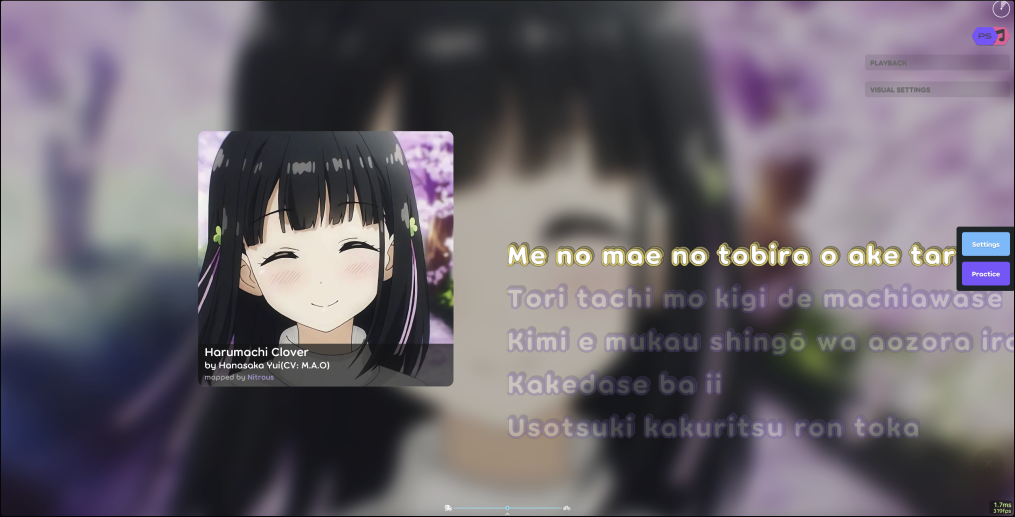 PS
PLAYBACK
VISUAL SETTINGS
Settings
Practice
Me no mae no tobira o ake tar
Tori tachi mo kigi de machiawase
Kimi e mukau shingō wa aozora iro
Kakedase ba ii
Usotsuki kakuritsu ron toka
Harumachi Clover
by Hanasaka Yui(CV: M.A.O)
mapped by Nitrous
1.7ms
319fps